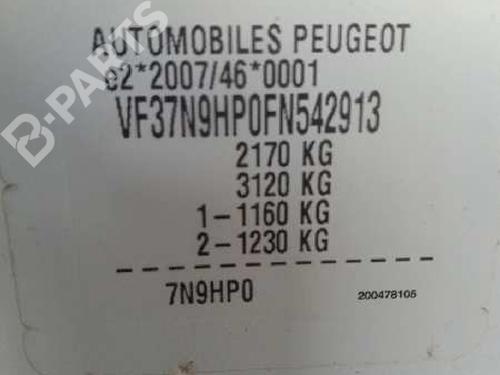 AUTOMOBILES PEUGEOT
e2*2007/46*0001
VF37N9HP0FN542913
2170 KG
3120 KG
1-1160 KG
2-1230 KG
7N9HP0
200478105
B-PARTS